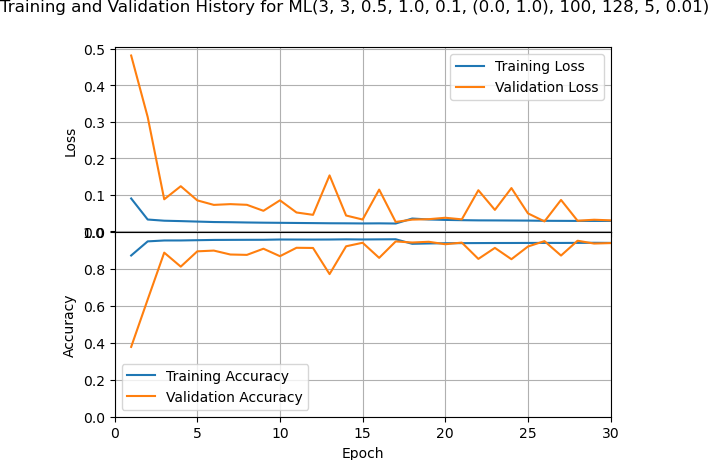 Training and Validation History for ML(3, 3, 0.5, 1.0, 0.1, (0.0, 1.0), 100, 128, 5, 0.01)
0.5
0.4
0.3
0.2
0.1
Loss
Training Loss
Validation Loss
1.0
0.8
0.6
0.4
0.2
0.0
Accuracy
Training Accuracy
Validation Accuracy
0 5 10 15 20 25 30
Epoch